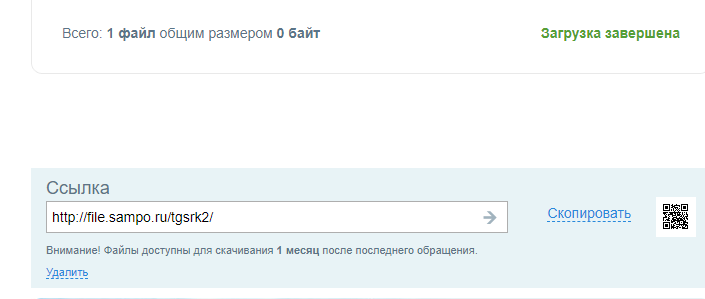 Всего: 1 файл общим размером 0 байт
Загрузка завершена
Ссылка
http://file.sampo.ru/tgsrk2/
Скопировать
Внимание! Файлы доступны для скачивания 1 месяц после последнего обращения.
Удалить